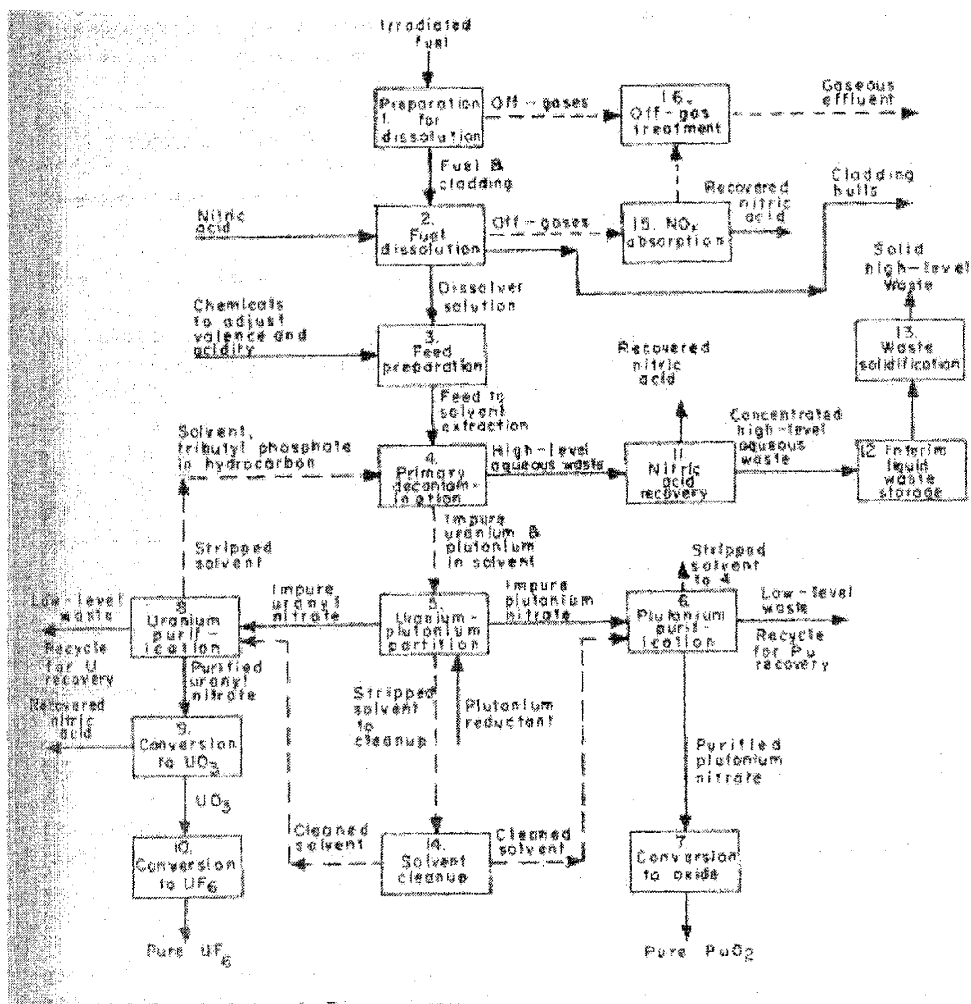 Irradiated
fuel
Preparation
1. for
dissolution
Off-gases
16.
Off-gas
treatment
Gaseous
effluent
Fuel &
cladding
Nitric
acid
2.
Fuel
dissolution
Off-gases
15. NOx
absorption
Recovered
nitric
acid
Cladding
hulls
Dissolver
solution
Solid
high-level
Waste
Chemicals
to adjust
valence and
acidity
3.
Feed
preparation
Recovered
nitric
acid
13.
Waste
solidification
Feed to
solvent
extraction
Solvent,
tributyl phosphate
in hydrocarbon
4.
Primary
decontam-
ination
High-level
aqueous waste
11.
Nitric
acid
recovery
Concentrated
high-level
aqueous
waste
12. Interim
liquid
waste
storage
Impure
uranium &
plutonium
in solvent
Stripped
solvent
Stripped
solvent
to 4
Low-level
waste
8.
Uranium
purif-
ication
Impure
uranyl
nitrate
5.
Uranium-
plutonium
partition
Impure
plutonium
nitrate
6.
Plutonium
purif-
ication
Low-level
waste
Recycle
for Pu
recovery
Recycle
for U
recovery
Purified
uranyl
nitrate
Stripped
solvent
to
cleanup
Plutonium
reductant
Recovered
nitric
acid
9.
Conversion
to UO3
Purified
plutonium
nitrate
UO3
Cleaned
solvent
14.
Solvent
cleanup
Cleaned
solvent
10.
Conversion
to UF6
7.
Conversion
to oxide
Pure UF6
Pure PuO2